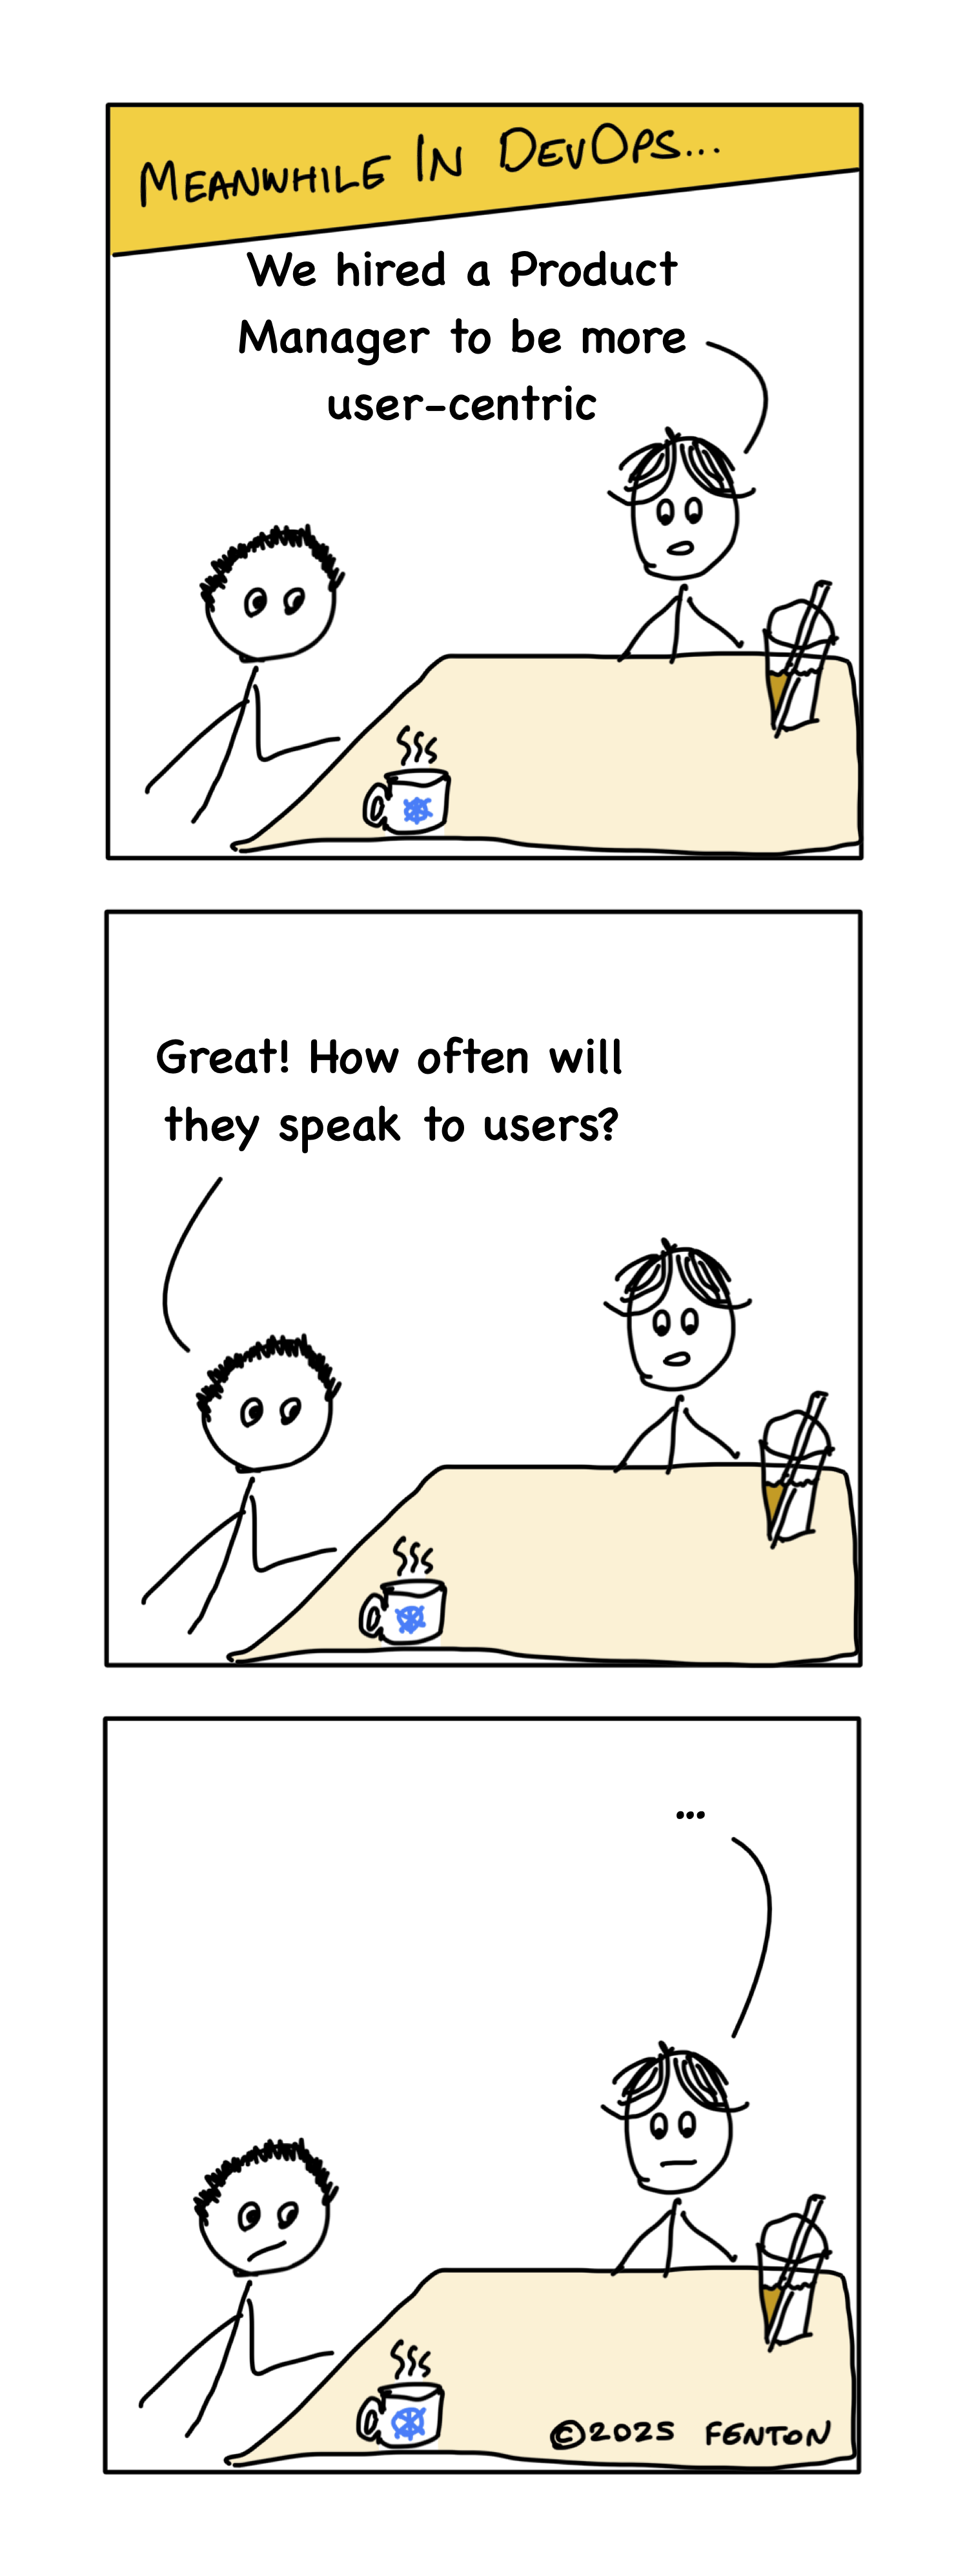 MEANWHILE IN DEVOPS...
We hired a Product
Manager to be more
user-centric
Great! How often will
they speak to users?
...
©2025 FENTON